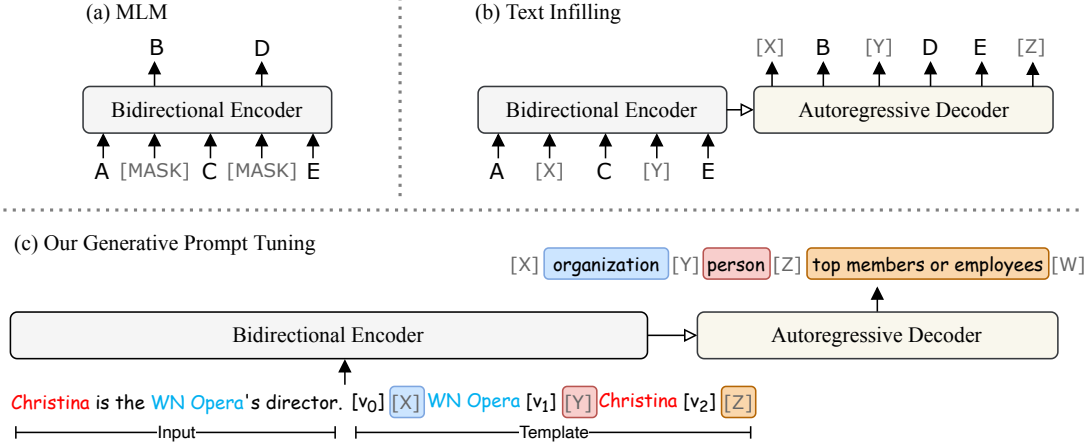 (a) MLM
B D
Bidirectional Encoder
A [MASK] C [MASK] E
(b) Text Infilling
[X] B [Y] D E [Z]
Bidirectional Encoder
Autoregressive Decoder
A [X] C [Y] E
(c) Our Generative Prompt Tuning
[X] organization [Y] person [Z] top members or employees [W]
Bidirectional Encoder
Autoregressive Decoder
Christina is the WN Opera's director. [v0] [X] WN Opera [v1] [Y] Christina [v2] [Z]
Input
Template